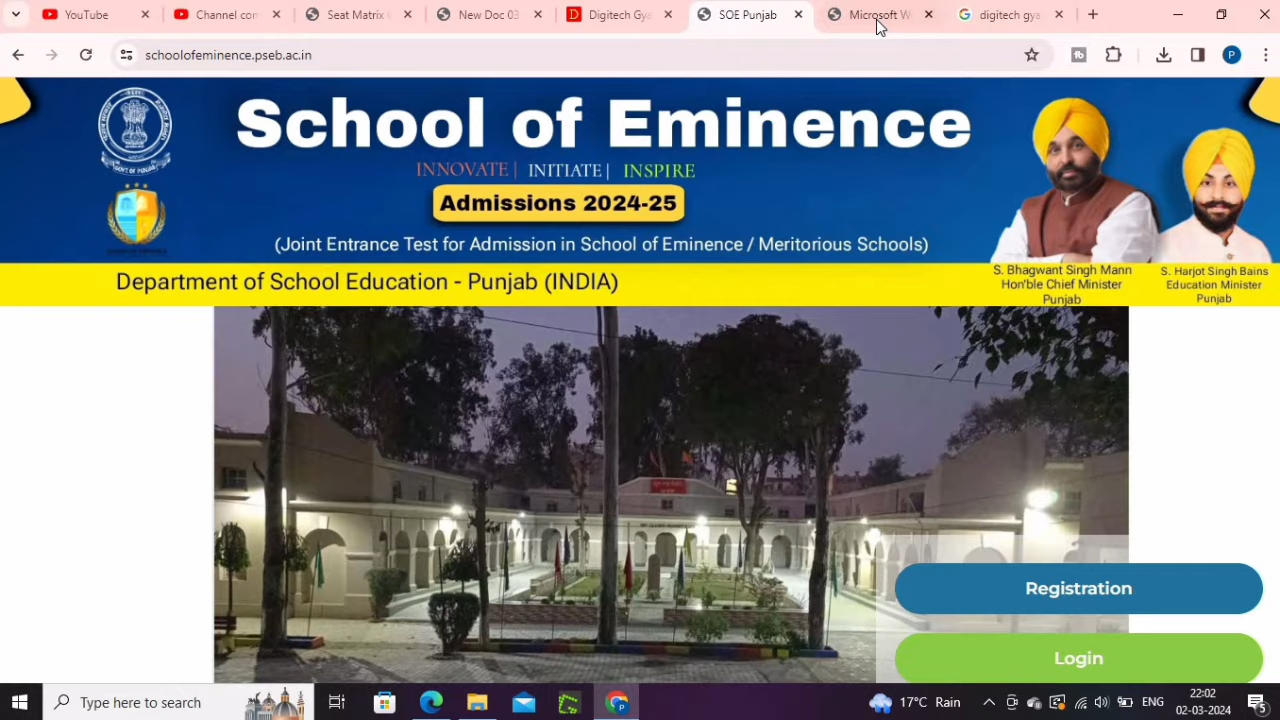 YouTube
Channel con
Seat Matrix
New Doc 03
Digitech Gya
SOE Punjab
Microsoft W
digitech gya
schoolofeminence.pseb.ac.in
School of Eminence
INNOVATE | INITIATE | INSPIRE
Admissions 2024-25
(Joint Entrance Test for Admission in School of Eminence / Meritorious Schools)
Department of School Education - Punjab (INDIA)
S. Bhagwant Singh Mann
Hon'ble Chief Minister
Punjab
S. Harjot Singh Bains
Education Minister
Punjab
Registration
Login
Type here to search
17°C Rain
ENG
22:02
02-03-2024
5